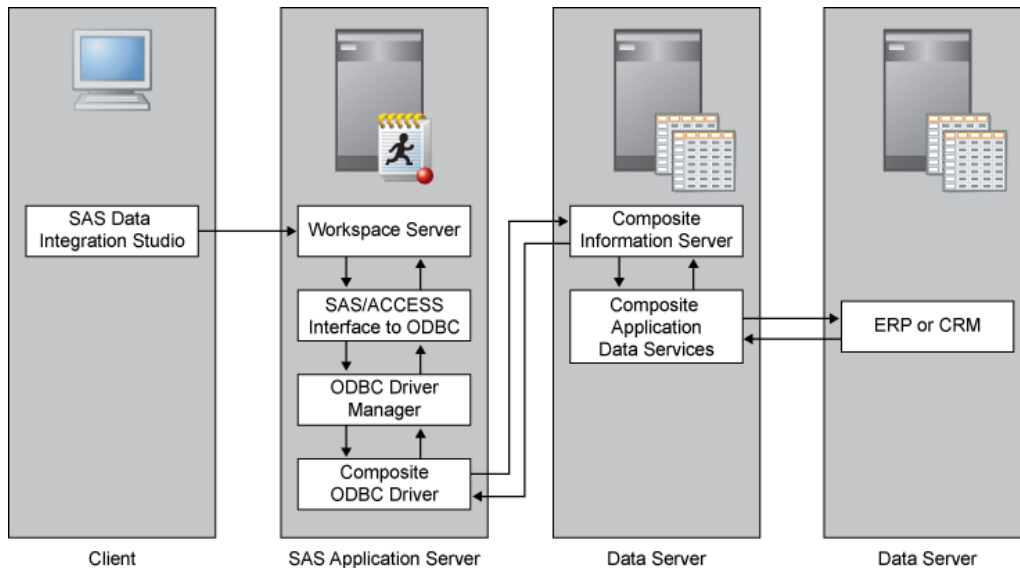 SAS Data
Integration Studio
Workspace Server
SAS/ACCESS
Interface to ODBC
ODBC Driver
Manager
Composite
ODBC Driver
Composite
Information Server
Composite
Application
Data Services
ERP or CRM
Client
SAS Application Server
Data Server
Data Server